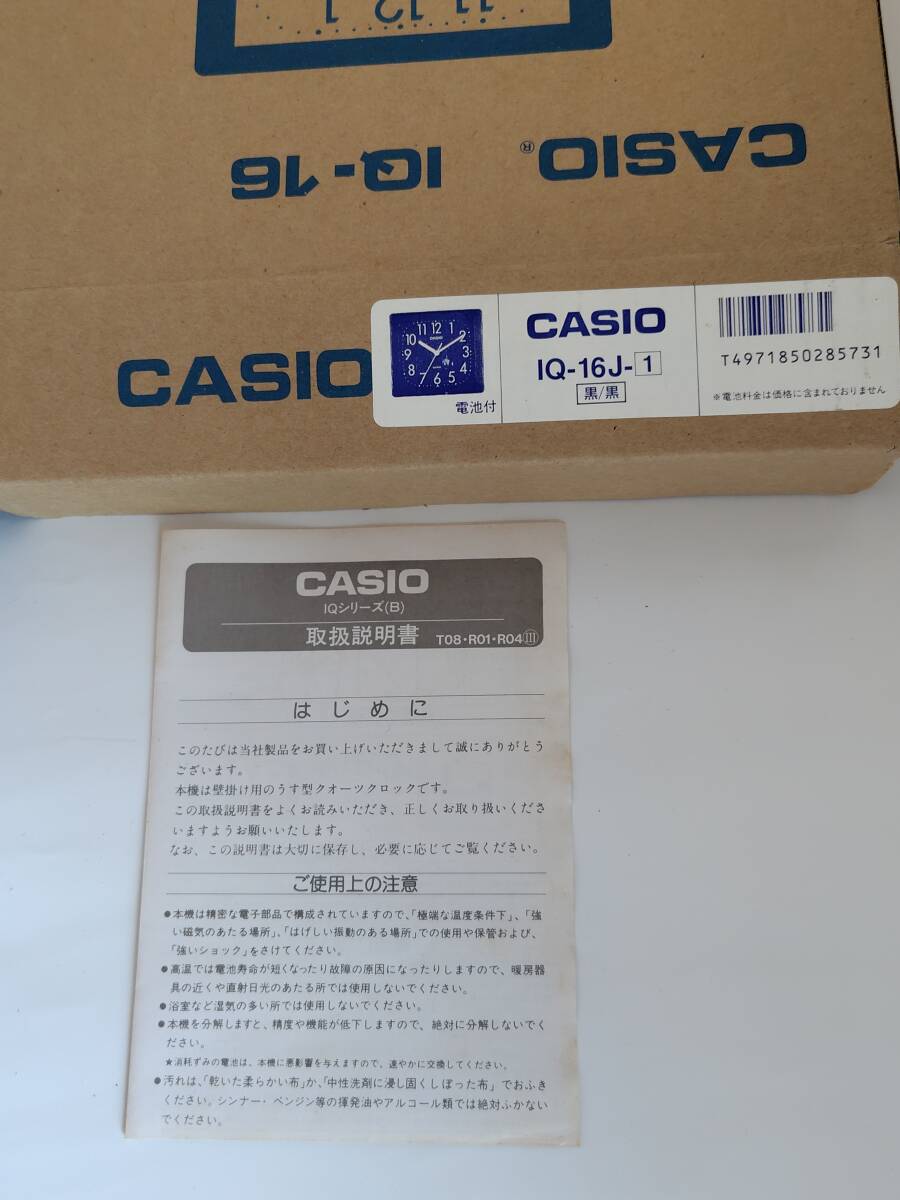 11 12 1
CASIO® IQ-16
CASIO
11 12 1
10 CASIO 2
9 3
8 4
7 6 5
電池付
CASIO
IQ-16J-1
黒/黒
T4971850285731
※電池料金は価格に含まれておりません
CASIO
IQシリーズ(B)
取扱説明書 T08・R01・R04Ⅲ
はじめに
このたびは当社製品をお買い上げいただきまして誠にありがとう
ございます。
本機は壁掛け用のうす型クオーツクロックです。
この取扱説明書をよくお読みいただき、正しくお取り扱いくださ
いますようお願いいたします。
なお、この説明書は大切に保存し、必要に応じてご覧ください。
ご使用上の注意
●本機は精密な電子部品で構成されていますので、「極端な温度条件下」、「強
い磁気のあたる場所」、「はげしい振動のある場所」での使用や保管および、
「強いショック」をさけてください。
●高温では電池寿命が短くなったり故障の原因になったりしますので、暖房器
具の近くや直射日光のあたる所では使用しないでください。
●浴室など湿気の多い所では使用しないでください。
●本機を分解しますと、精度や機能が低下しますので、絶対に分解しないでく
ださい。
★消耗ずみの電池は、本機に悪影響を与えますので、速やかに交換してください。
●汚れは、「乾いた柔らかい布」か、「中性洗剤に浸し固くしぼった布」でおふき
ください。シンナー・ベンジン等の揮発油やアルコール類では絶対ふかない
でください。